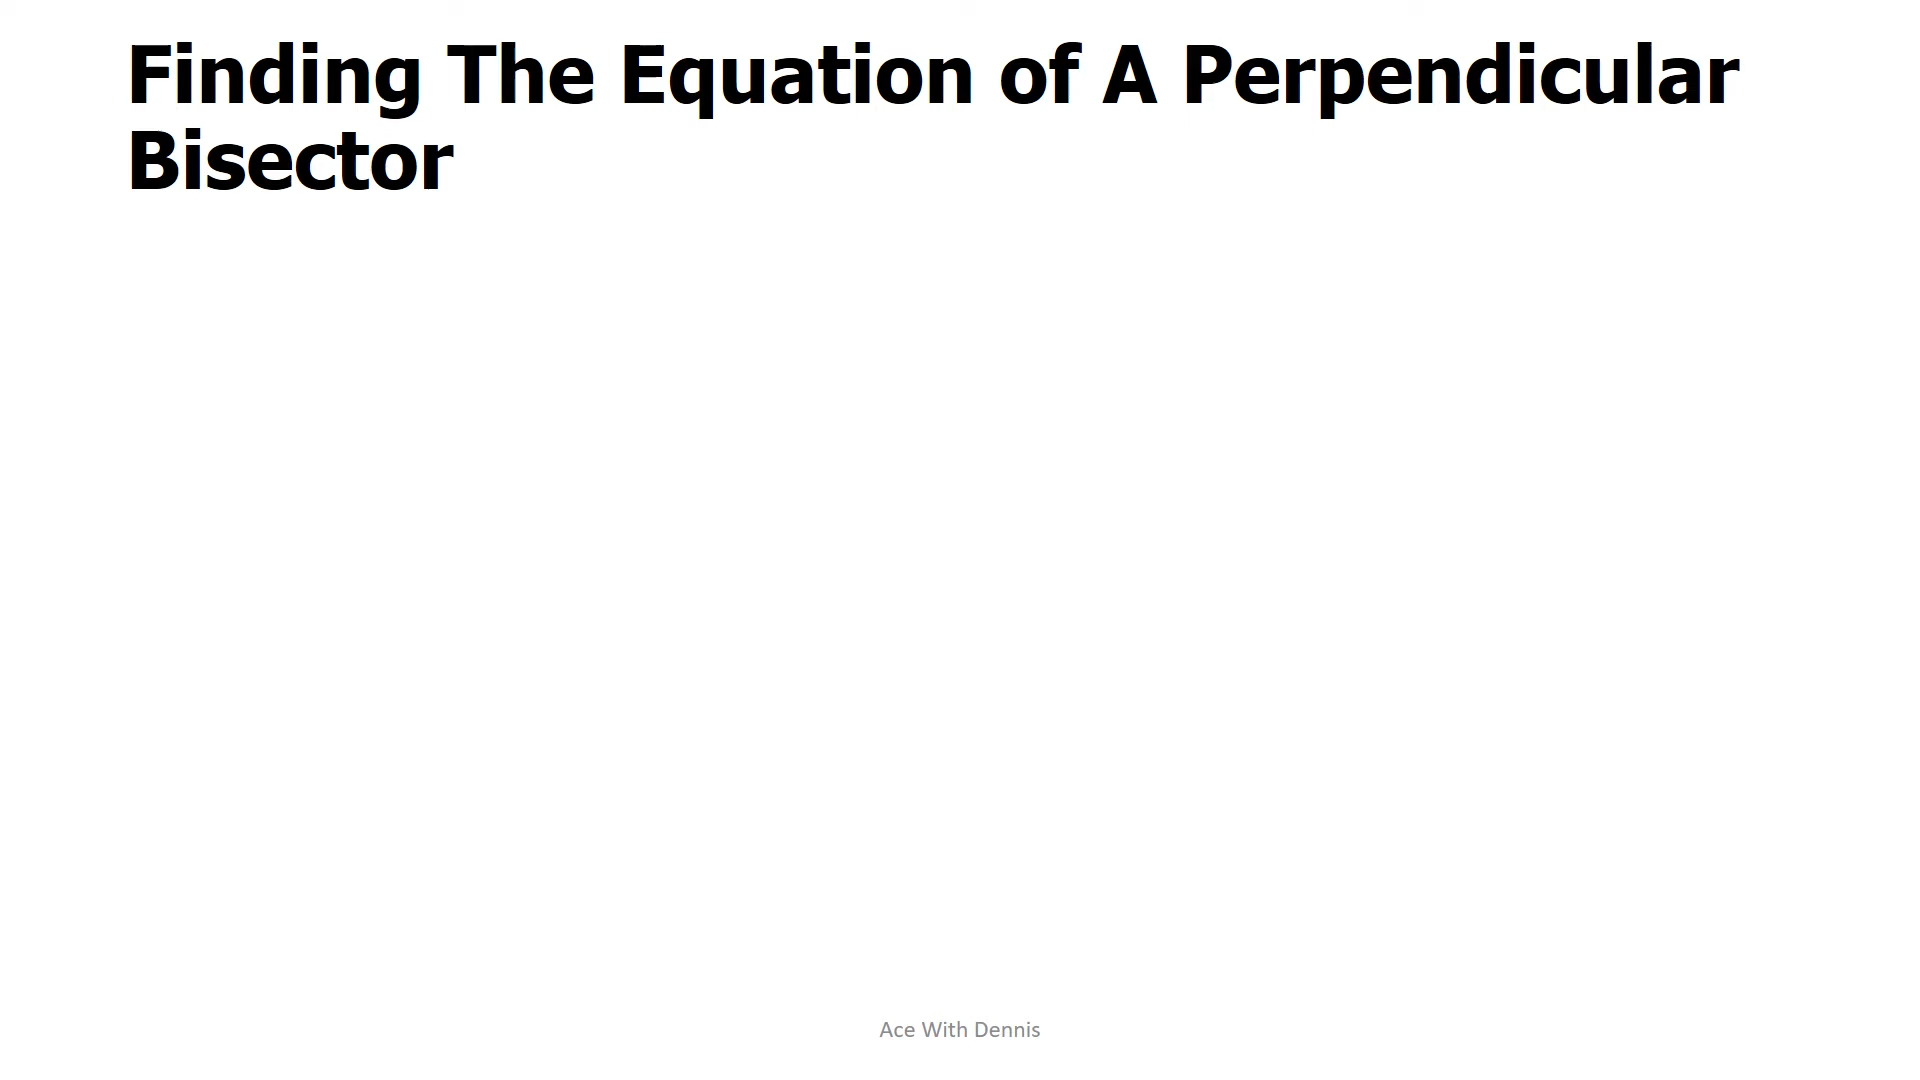 Finding The Equation of A Perpendicular
Bisector
Ace With Dennis